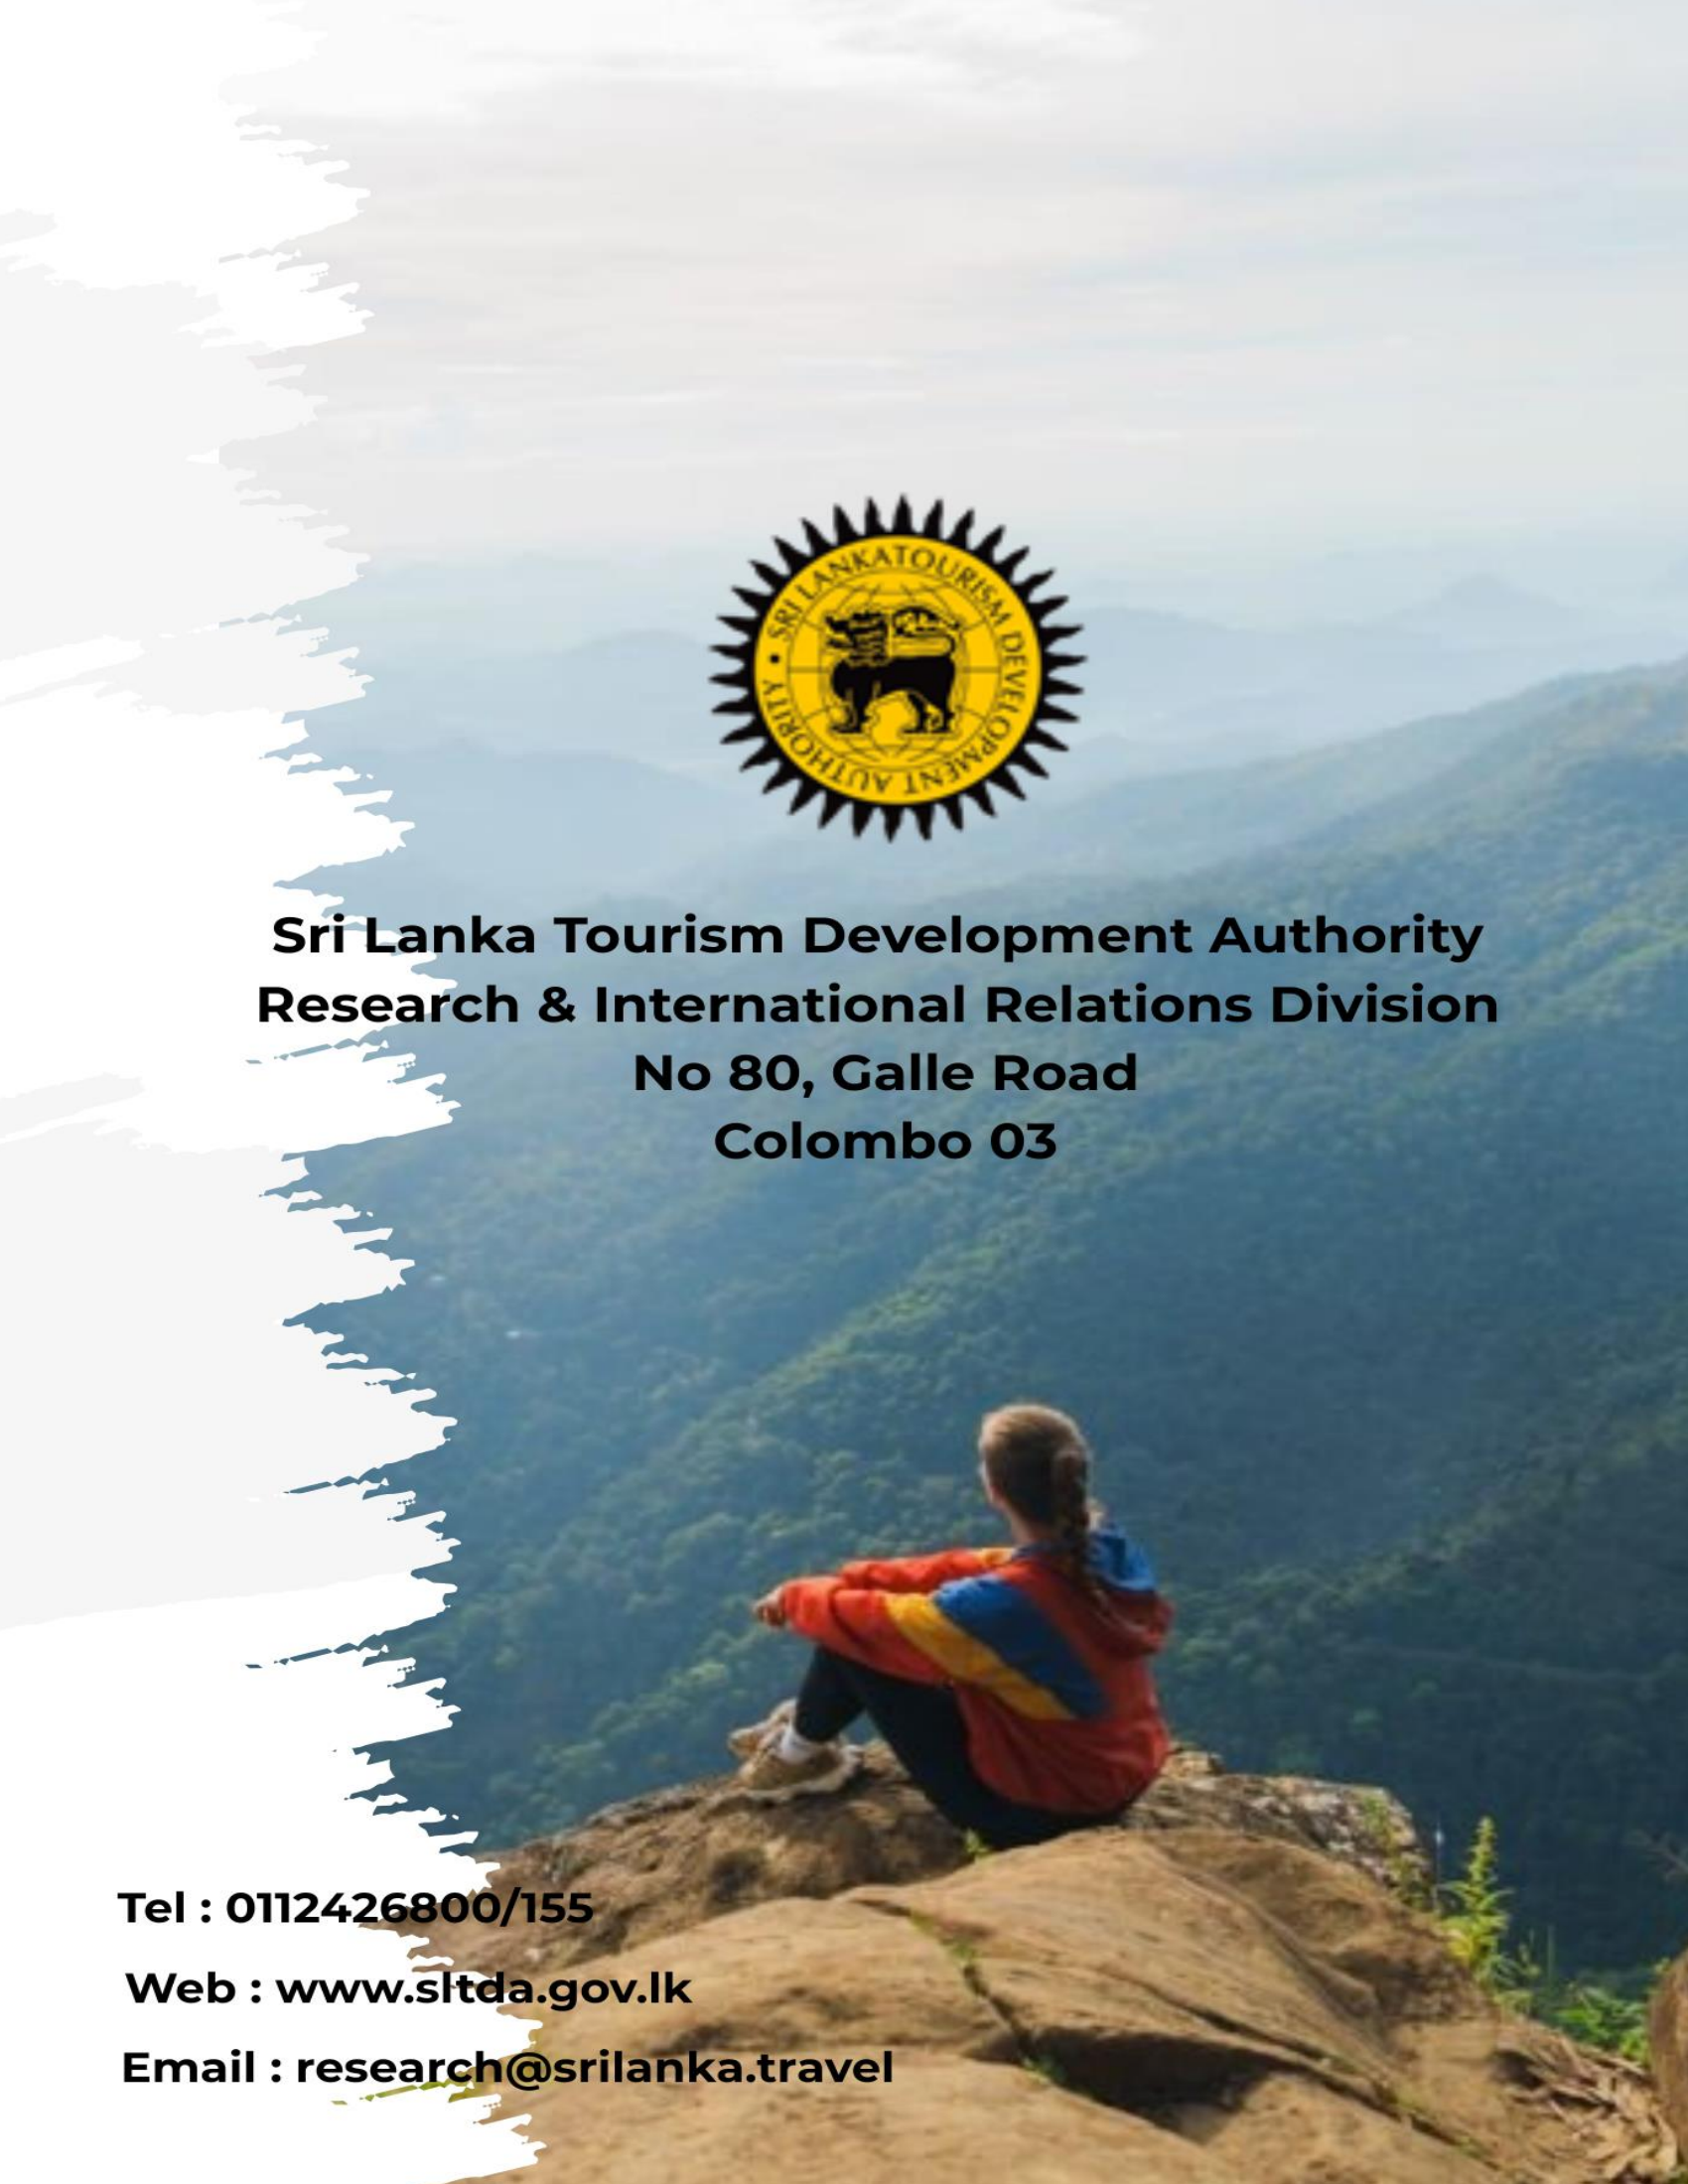 SRI LANKA TOURISM DEVELOPMENT AUTHORITY •
Sri Lanka Tourism Development Authority
Research & International Relations Division
No 80, Galle Road
Colombo 03
Tel : 0112426800/155
Web : www.sltda.gov.lk
Email : research@srilanka.travel